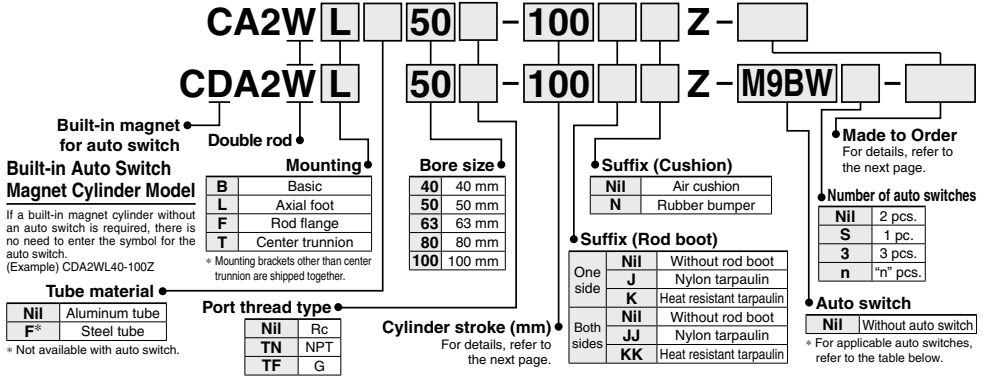 CA2W L 50 - 100 Z -
CDA2W L 50 - 100 Z - M9BW -
Built-in magnet
for auto switch
Double rod
Built-in Auto Switch
Magnet Cylinder Model
If a built-in magnet cylinder without
an auto switch is required, there is
no need to enter the symbol for the
auto switch.
(Example) CDA2WL40-100Z
Tube material
Nil Aluminum tube
F* Steel tube
* Not available with auto switch.
Mounting
B Basic
L Axial foot
F Rod flange
T Center trunnion
* Mounting brackets other than center
trunnion are shipped together.
Port thread type
Nil Rc
TN NPT
TF G
Bore size
40 40 mm
50 50 mm
63 63 mm
80 80 mm
100 100 mm
Cylinder stroke (mm)
For details, refer to
the next page.
Suffix (Cushion)
Nil Air cushion
N Rubber bumper
Suffix (Rod boot)
One side
Nil Without rod boot
J Nylon tarpaulin
K Heat resistant tarpaulin
Both sides
Nil Without rod boot
JJ Nylon tarpaulin
KK Heat resistant tarpaulin
Made to Order
For details, refer to
the next page.
Number of auto switches
Nil 2 pcs.
S 1 pc.
3 3 pcs.
n "n" pcs.
Auto switch
Nil Without auto switch
* For applicable auto switches,
refer to the table below.